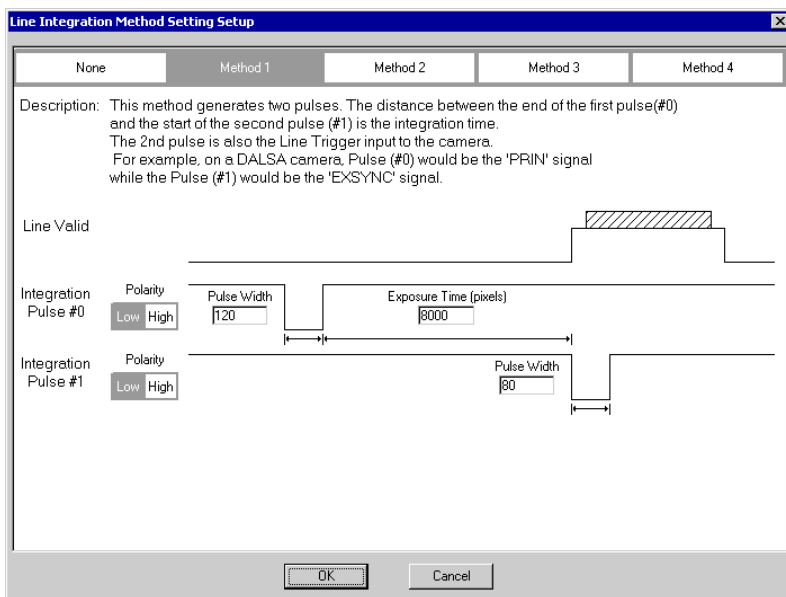 Line Integration Method Setting Setup
None Method 1 Method 2 Method 3 Method 4
Description: This method generates two pulses. The distance between the end of the first pulse(#0)
and the start of the second pulse (#1) is the integration time.
The 2nd pulse is also the Line Trigger input to the camera.
For example, on a DALSA camera, Pulse (#0) would be the 'PRIN' signal
while the Pulse (#1) would be the 'EXSYNC' signal.
Line Valid
Integration
Pulse #0
Polarity
Low High
Pulse Width
120
Exposure Time (pixels)
8000
Integration
Pulse #1
Polarity
Low High
Pulse Width
80
OK Cancel